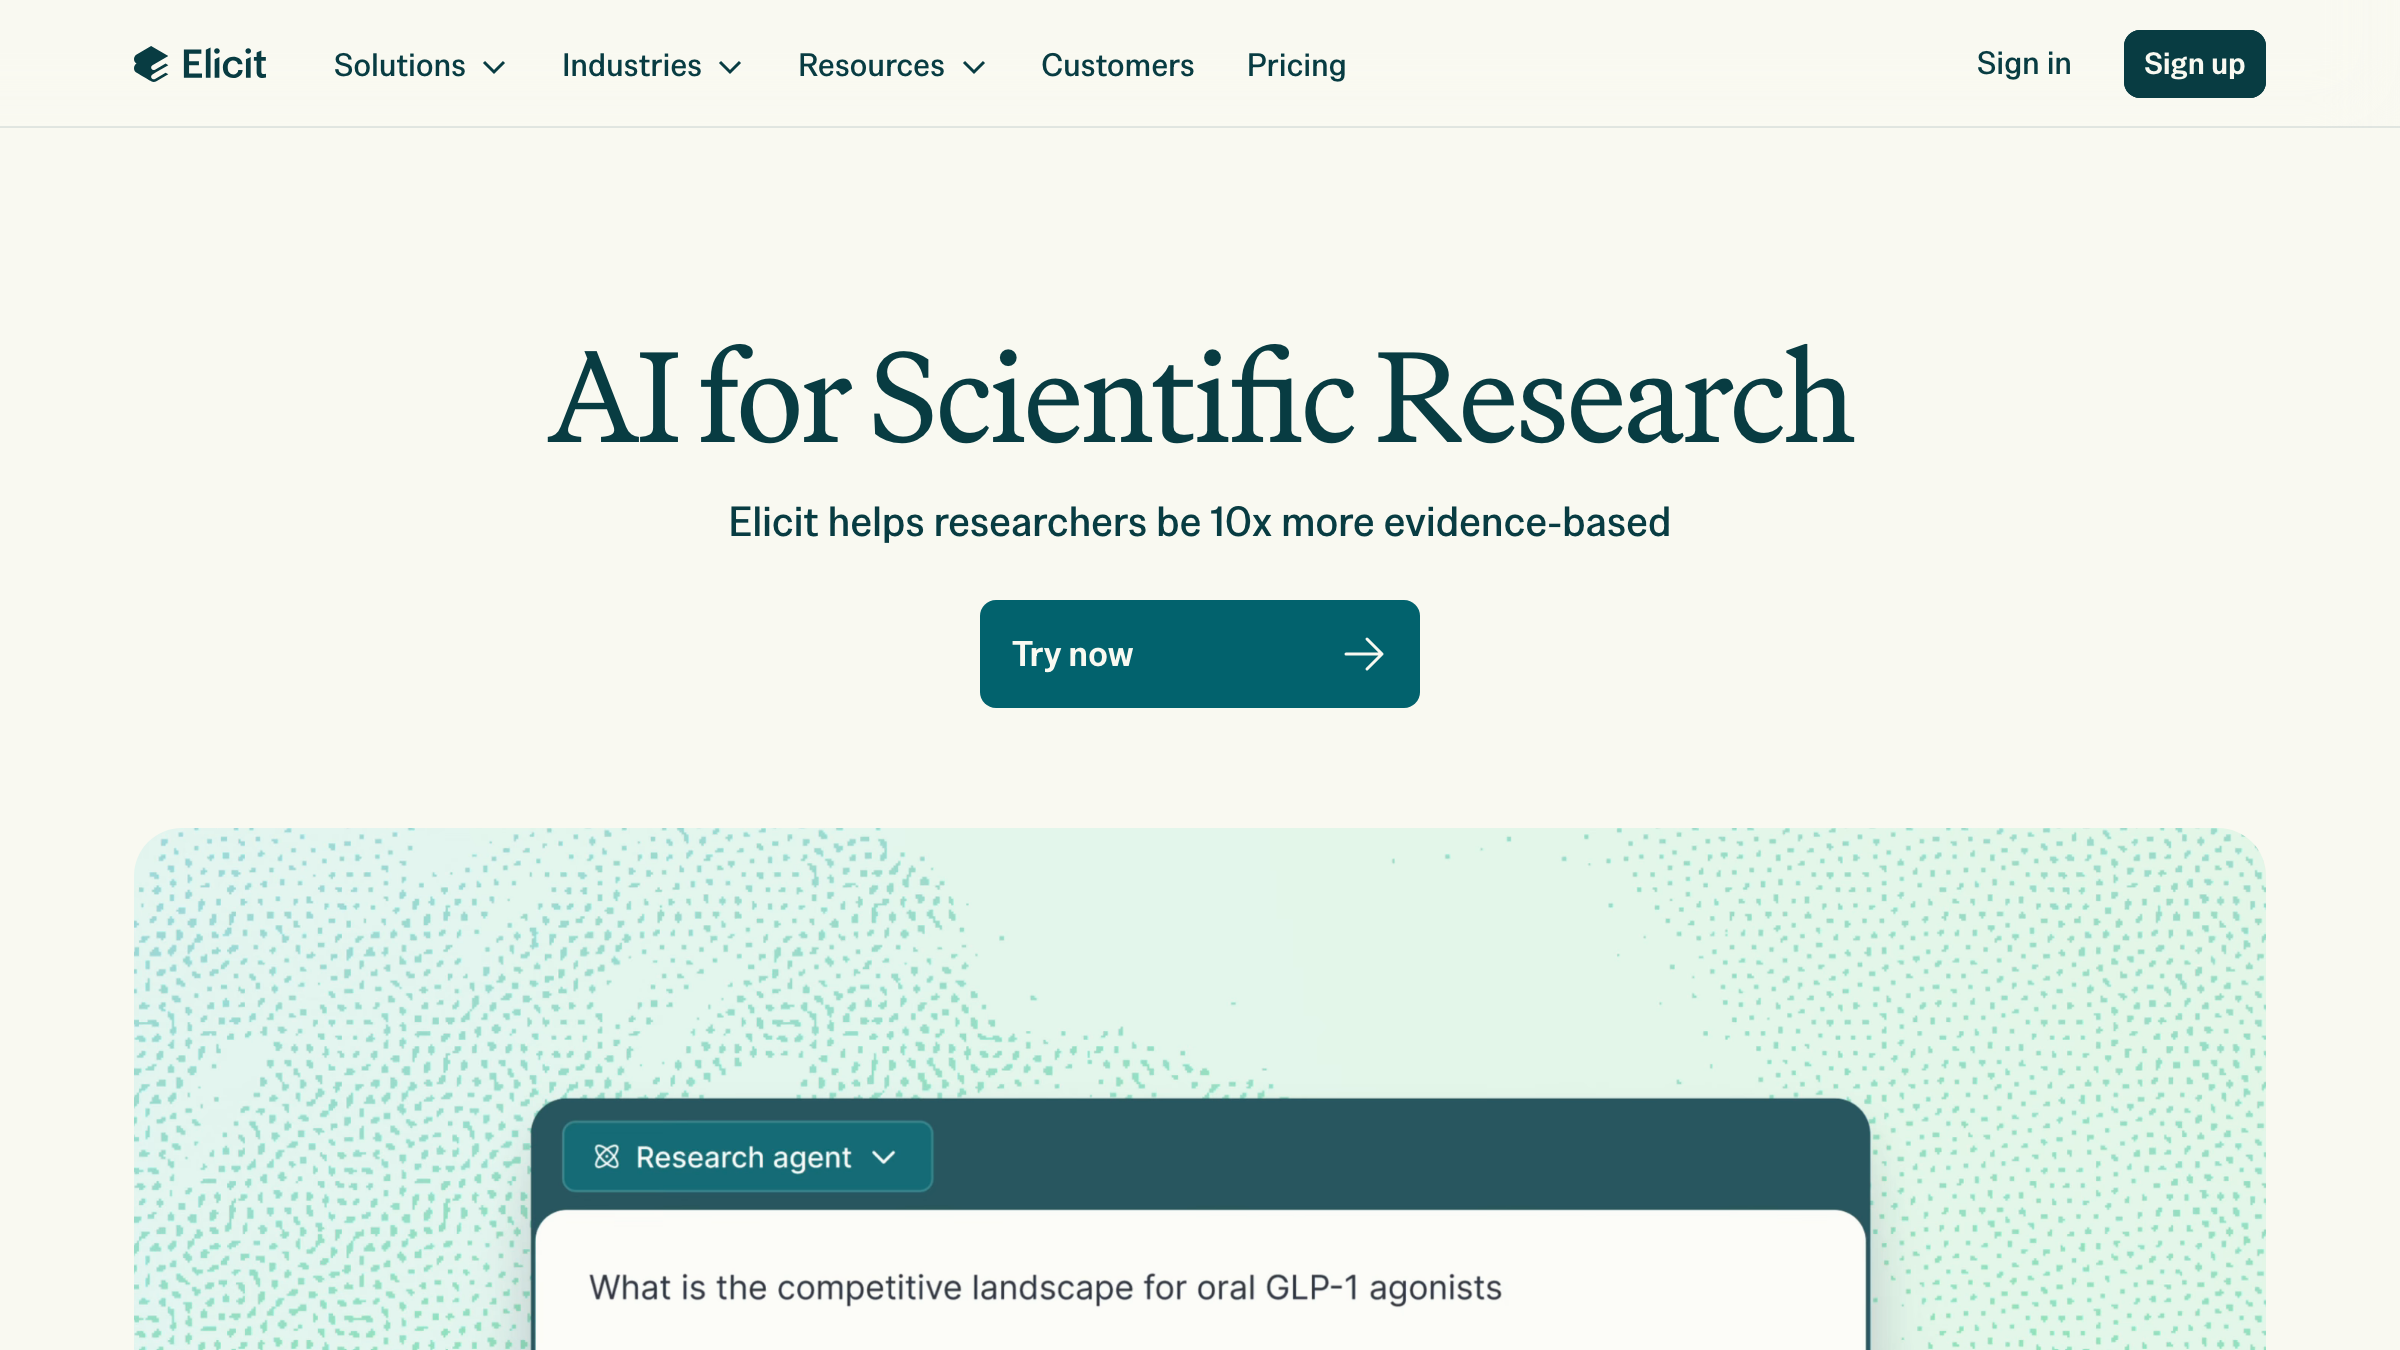 Elicit
Solutions
Industries
Resources
Customers
Pricing
Sign in
Sign up
AI for Scientific Research
Elicit helps researchers be 10x more evidence-based
Try now
Research agent
What is the competitive landscape for oral GLP-1 agonists